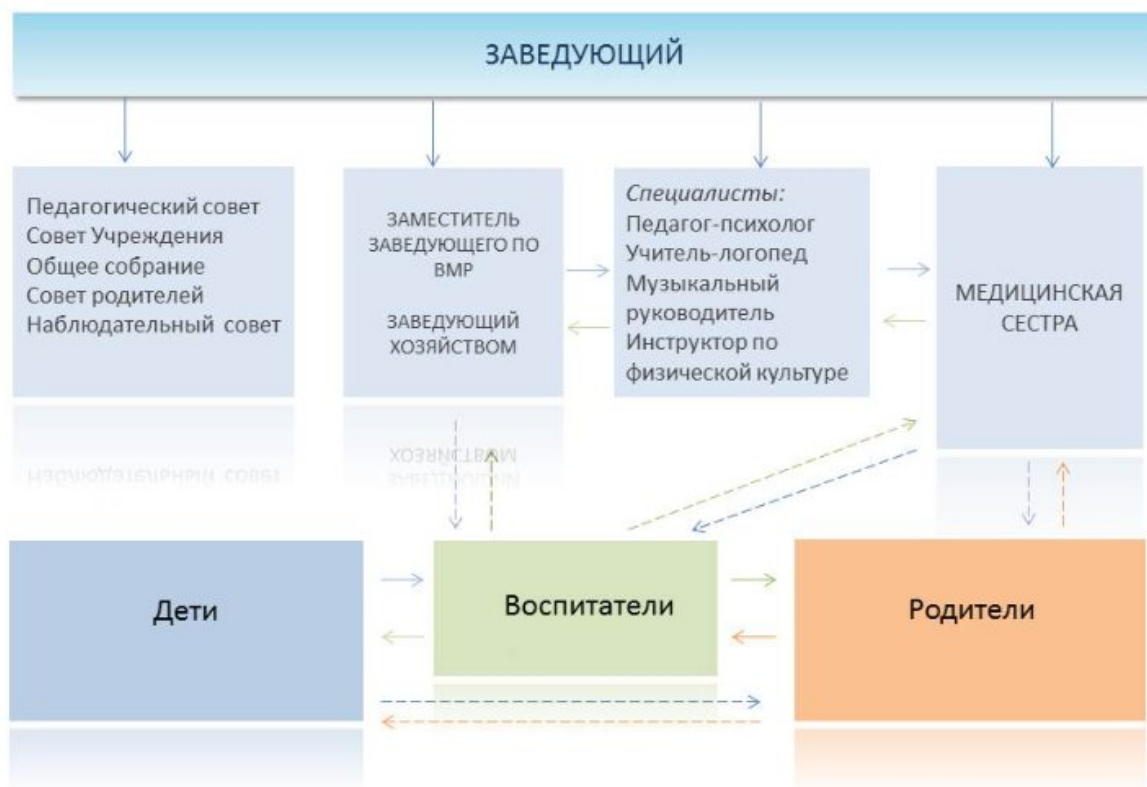 ЗАВЕДУЮЩИЙ
Педагогический совет
Совет Учреждения
Общее собрание
Совет родителей
Наблюдательный совет
ЗАМЕСТИТЕЛЬ
ЗАВЕДУЮЩЕГО ПО
ВМР
ЗАВЕДУЮЩИЙ
ХОЗЯЙСТВОМ
Специалисты:
Педагог-психолог
Учитель-логопед
Музыкальный
руководитель
Инструктор по
физической культуре
МЕДИЦИНСКАЯ
СЕСТРА
Дети
Воспитатели
Родители